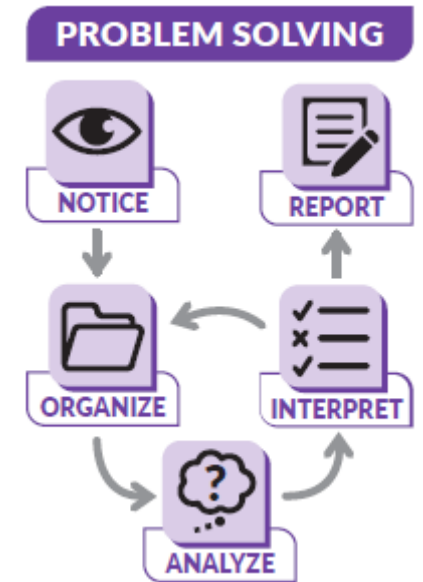 PROBLEM SOLVING
NOTICE
REPORT
ORGANIZE
INTERPRET
?
ANALYZE